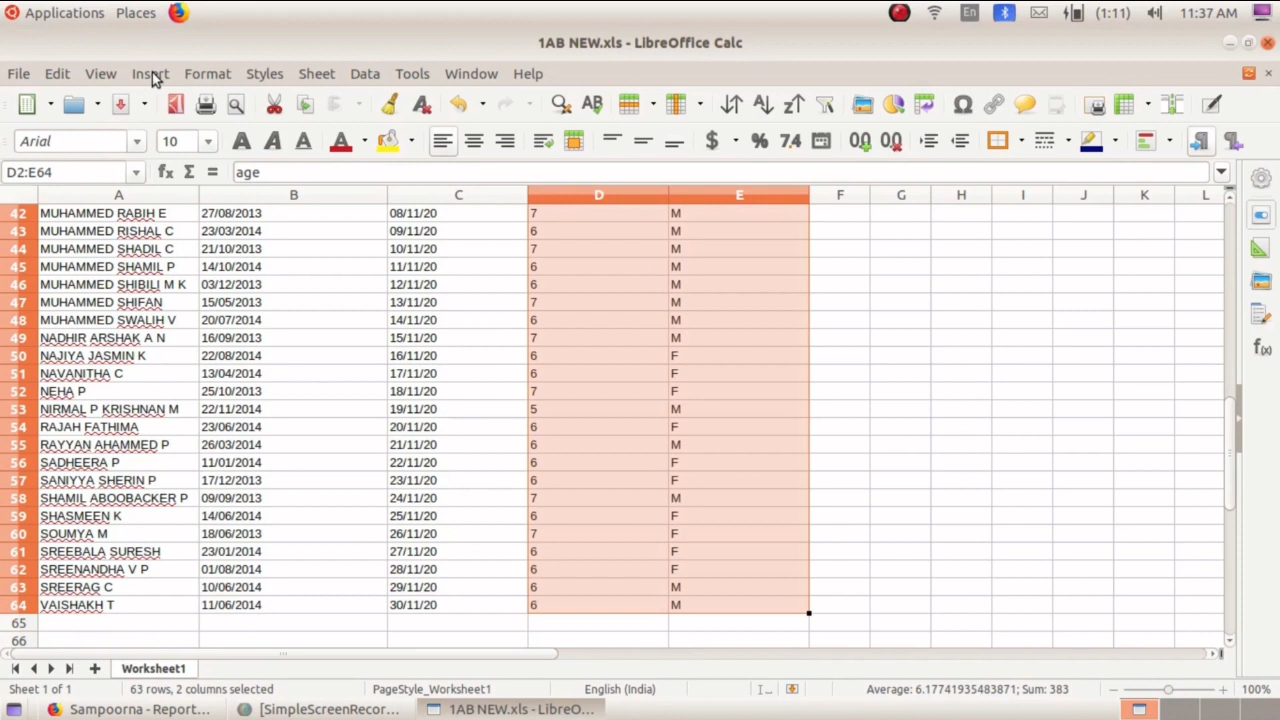 Applications Places En (1:11) 11:37 AM
1AB NEW.xls - LibreOffice Calc
File Edit View Insert Format Styles Sheet Data Tools Window Help
Arial 10 $ % 7.4
D2:E64 age
A B C D E F G H I J K L
42 MUHAMMED RABIH E 27/08/2013 08/11/20 7 M
43 MUHAMMED RISHAL C 23/03/2014 09/11/20 6 M
44 MUHAMMED SHADIL C 21/10/2013 10/11/20 7 M
45 MUHAMMED SHAMIL P 14/10/2014 11/11/20 6 M
46 MUHAMMED SHIBILI M K 03/12/2013 12/11/20 6 M
47 MUHAMMED SHIFAN 15/05/2013 13/11/20 7 M
48 MUHAMMED SWALIH V 20/07/2014 14/11/20 6 M
49 NADHIR ARSHAK A N 16/09/2013 15/11/20 7 M
50 NAJIYA JASMIN K 22/08/2014 16/11/20 6 F
51 NAVANITHA C 13/04/2014 17/11/20 6 F
52 NEHA P 25/10/2013 18/11/20 7 F
53 NIRMAL P KRISHNAN M 22/11/2014 19/11/20 5 M
54 RAJAH FATHIMA 23/06/2014 20/11/20 6 F
55 RAYYAN AHAMMED P 26/03/2014 21/11/20 6 M
56 SADHEERA P 11/01/2014 22/11/20 6 F
57 SANIYYA SHERIN P 17/12/2013 23/11/20 6 F
58 SHAMIL ABOOBACKER P 09/09/2013 24/11/20 7 M
59 SHASMEEN K 14/06/2014 25/11/20 6 F
60 SOUMYA M 18/06/2013 26/11/20 7 F
61 SREEBALA SURESH 23/01/2014 27/11/20 6 F
62 SREENANDHA V P 01/08/2014 28/11/20 6 F
63 SREERAG C 10/06/2014 29/11/20 6 M
64 VAISHAKH T 11/06/2014 30/11/20 6 M
65
66
Worksheet1
Sheet 1 of 1 63 rows, 2 columns selected PageStyle_Worksheet1 English (India) Average: 6.17741935483871; Sum: 383 100%
Sampoorna - Report... [SimpleScreenRecor... 1AB NEW.xls - LibreO...